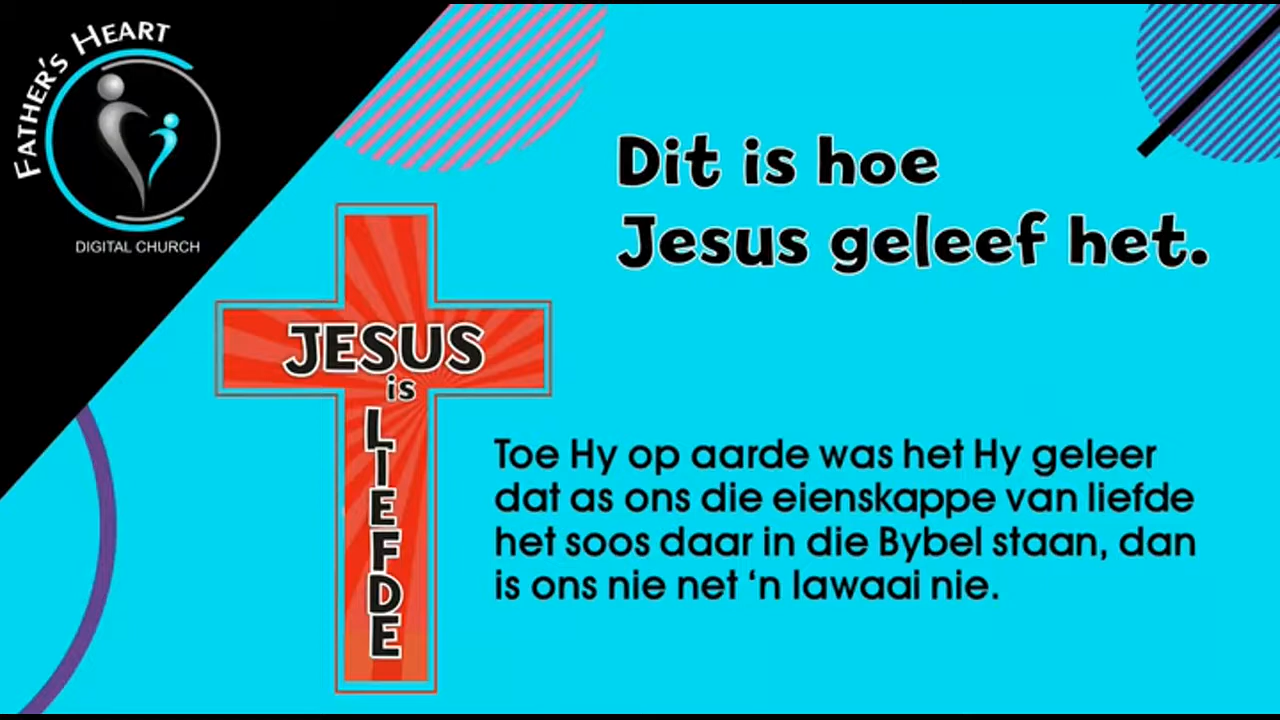 FATHER'S HEART
DIGITAL CHURCH
Dit is hoe
Jesus geleef het.
JESUS
is
LIEFDE
Toe Hy op aarde was het Hy geleer
dat as ons die eienskappe van liefde
het soos daar in die Bybel staan, dan
is ons nie net ‘n lawaai nie.